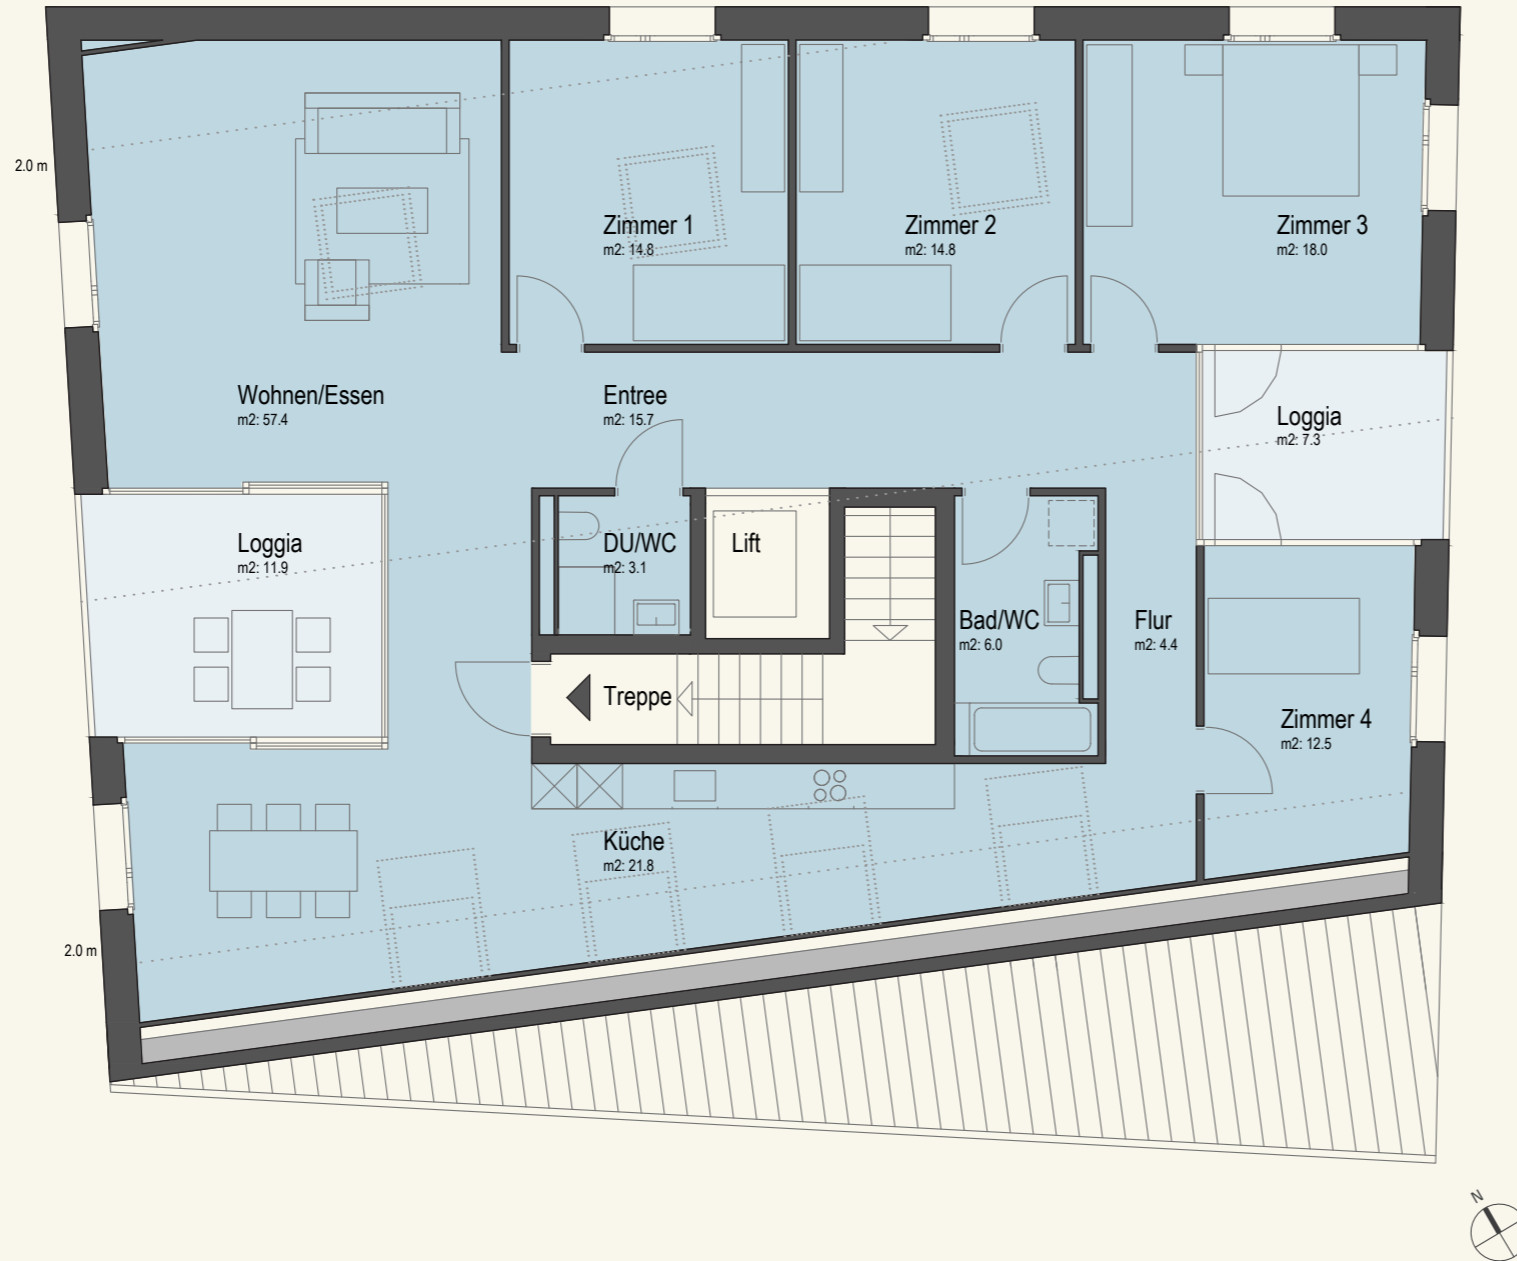 2.0 m
Zimmer 1
m2: 14.8
Zimmer 2
m2: 14.8
Zimmer 3
m2: 18.0
Wohnen/Essen
m2: 57.4
Entree
m2: 15.7
Loggia
m2: 7.3
Loggia
m2: 11.9
DU/WC
m2: 3.1
Lift
Bad/WC
m2: 6.0
Flur
m2: 4.4
Treppe
Zimmer 4
m2: 12.5
Küche
m2: 21.8
2.0 m
N